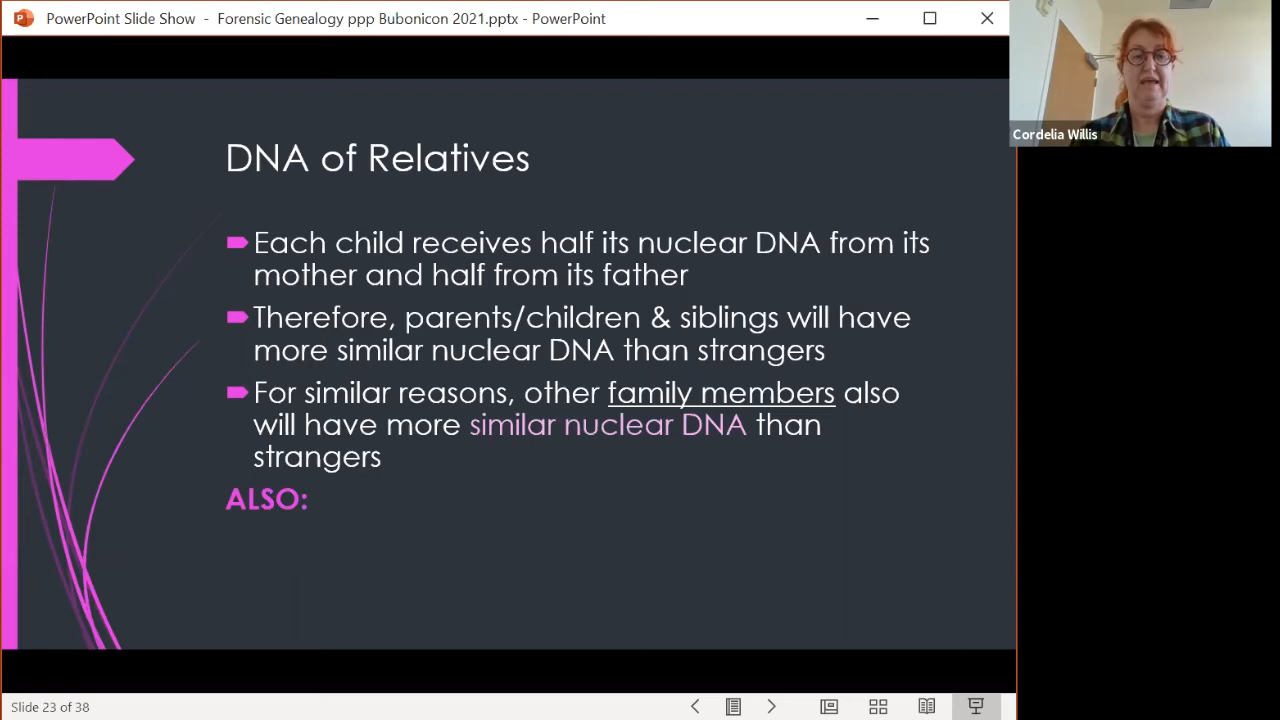 PowerPoint Slide Show - Forensic Genealogy ppp Bubonicon 2021.pptx - PowerPoint
Cordelia Willis
DNA of Relatives
Each child receives half its nuclear DNA from its
mother and half from its father
Therefore, parents/children & siblings will have
more similar nuclear DNA than strangers
For similar reasons, other family members also
will have more similar nuclear DNA than
strangers
ALSO:
Slide 23 of 38